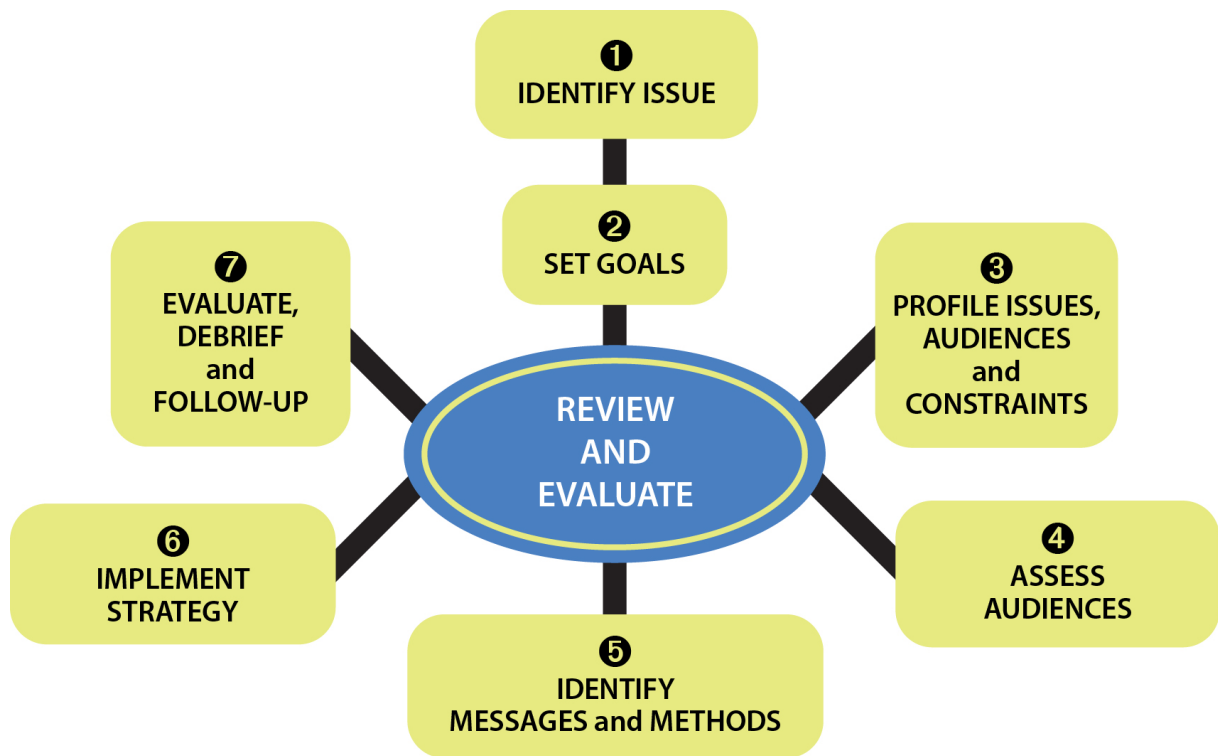 ❶
IDENTIFY ISSUE
❷
SET GOALS
❸
PROFILE ISSUES,
AUDIENCES
and
CONSTRAINTS
❹
ASSESS
AUDIENCES
❺
IDENTIFY
MESSAGES and METHODS
❻
IMPLEMENT
STRATEGY
❼
EVALUATE,
DEBRIEF
and
FOLLOW-UP
REVIEW
AND
EVALUATE